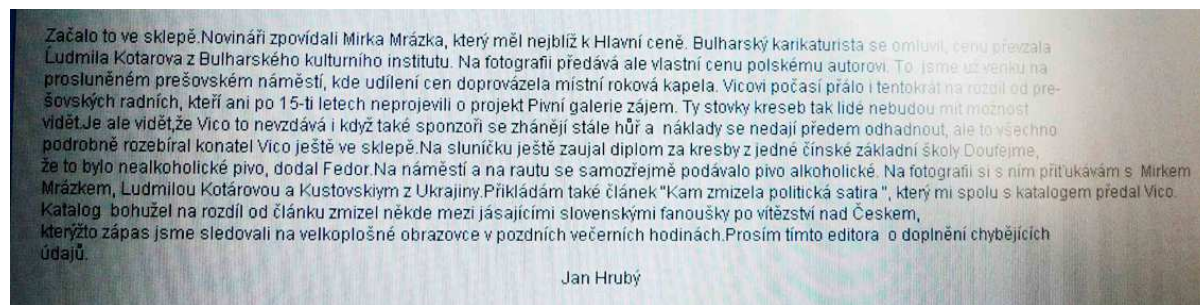 Začalo to ve sklepě.Novináři zpovídali Mirka Mrázka, který měl nejblíž k Hlavní ceně. Bulharský karikaturista se omluvil, cenu převzala
Ĺudmila Kotarova z Bulharského kulturního institutu. Na fotografii předává ale vlastní cenu polskému autorovi. To jsme už venku na
prosluněném prešovském náměstí, kde udílení cen doprovázela místní roková kapela. Vicovi počasí přálo i tentokrát na rozdíl od pre-
šovských radních, kteří ani po 15-ti letech neprojevili o projekt Pivní galerie zájem. Ty stovky kreseb tak lidé nebudou mít možnost
vidět.Je ale vidět,že Vico to nevzdává i když také sponzoři se zhánějí stále hůř a náklady se nedají předem odhadnout, ale to všechno
podrobně rozebíral konatel Vico ještě ve sklepě.Na sluníčku ještě zaujal diplom za kresby z jedné čínské základní školy.Doufejme,
že to bylo nealkoholické pivo, dodal Fedor.Na náměstí a na rautu se samozřejmě podávalo pivo alkoholické. Na fotografii si s ním přiťukávám s Mirkem
Mrázkem, Ludmilou Kotárovou a Kustovskiym z Ukrajiny.Přikládám také článek "Kam zmizela politická satira ", který mi spolu s katalogem předal Vico.
Katalog bohužel na rozdíl od článku zmizel někde mezi jásajícími slovenskými fanoušky po vítězství nad Českem,
kterýžto zápas jsme sledovali na velkoplošné obrazovce v pozdních večerních hodinách.Prosím tímto editora o doplnění chybějících
údajů.
Jan Hrubý